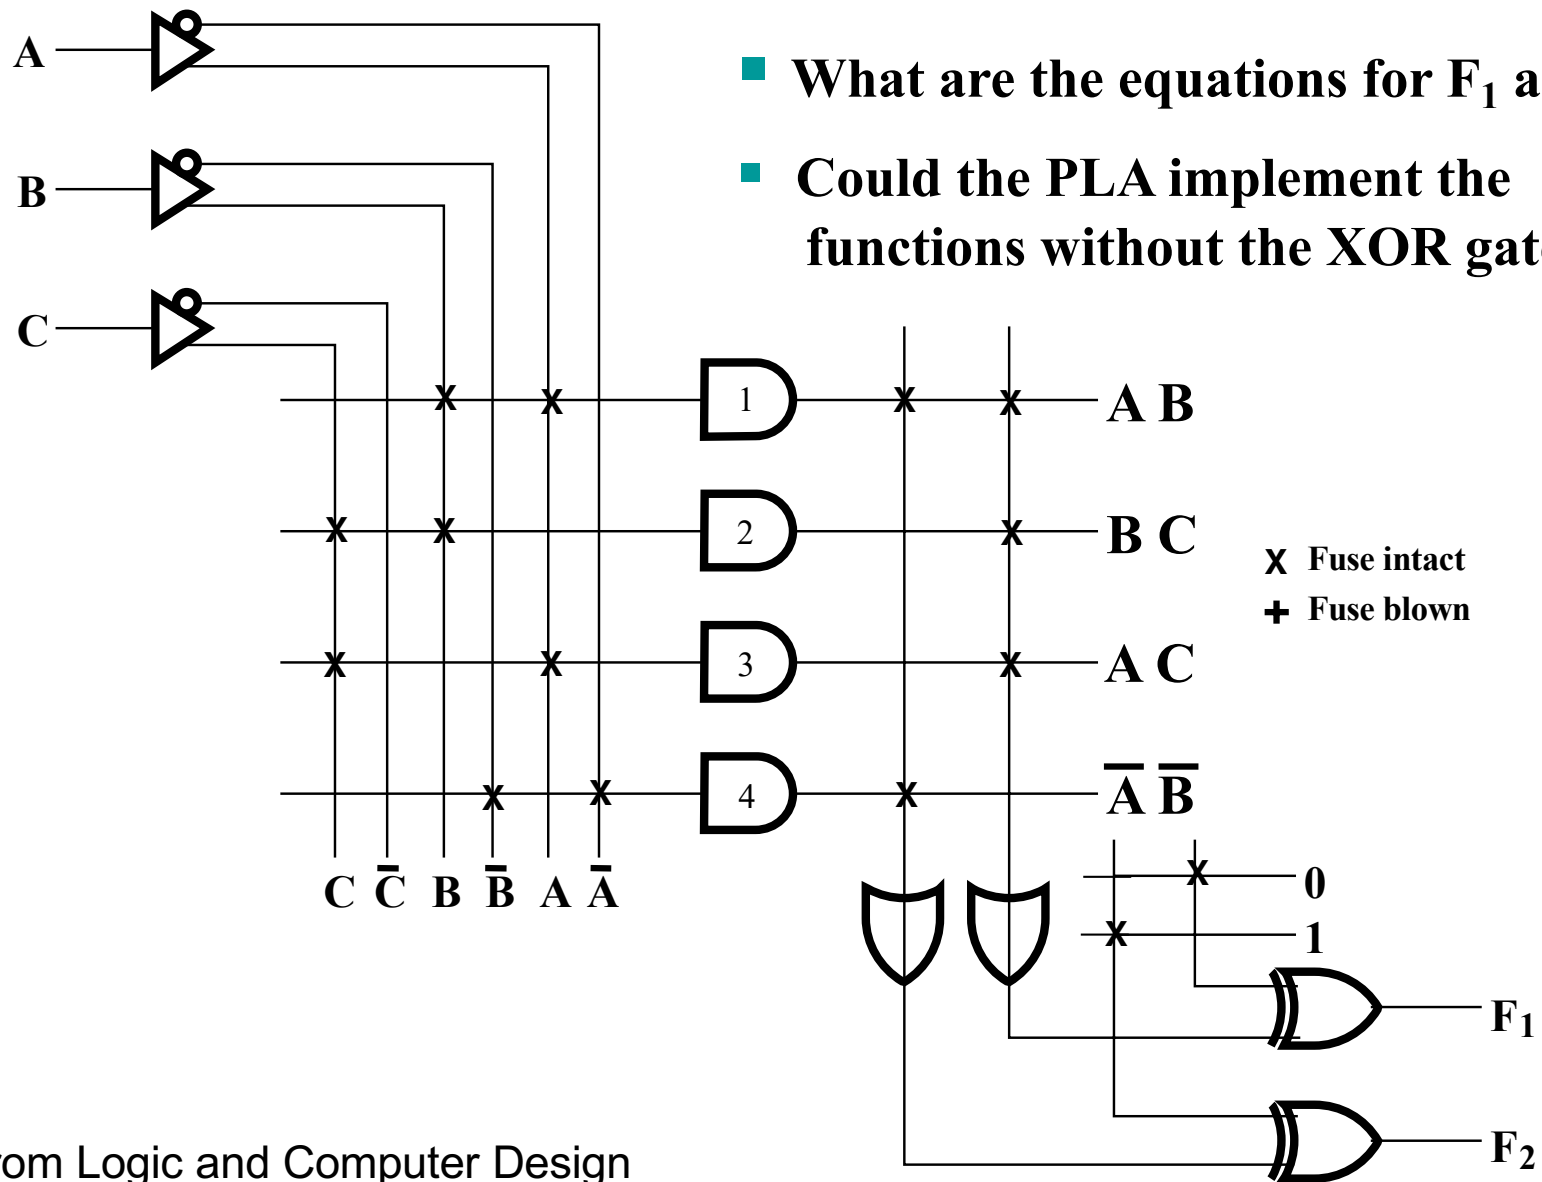 A
B
C
What are the equations for F1 a
Could the PLA implement the
functions without the XOR gat
1
A B
2
B C
X Fuse intact
+ Fuse blown
3
A C
4
A̅ B̅
C C̅ B B̅ A A̅
0
1
F1
F2
rom Logic and Computer Design